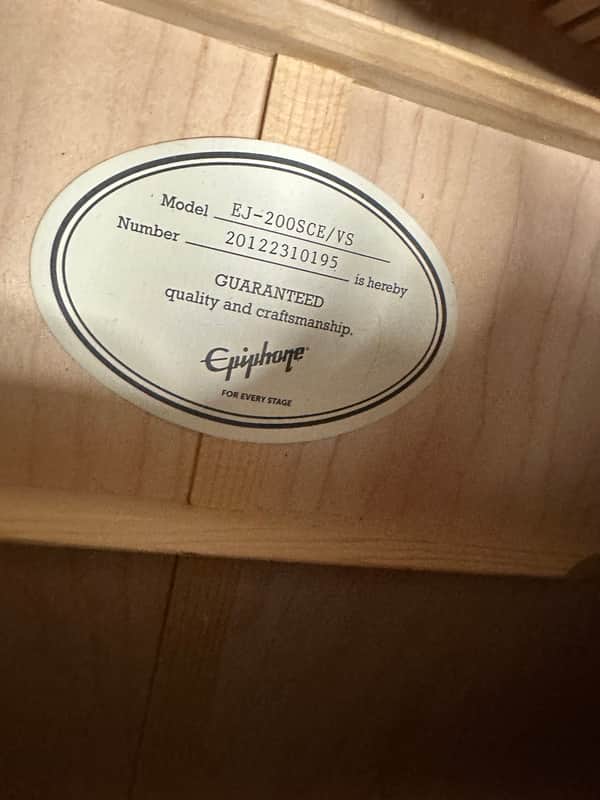 Model EJ-200SCE/VS
Number 20122310195 is hereby
GUARANTEED
quality and craftsmanship.
Epiphone
FOR EVERY STAGE